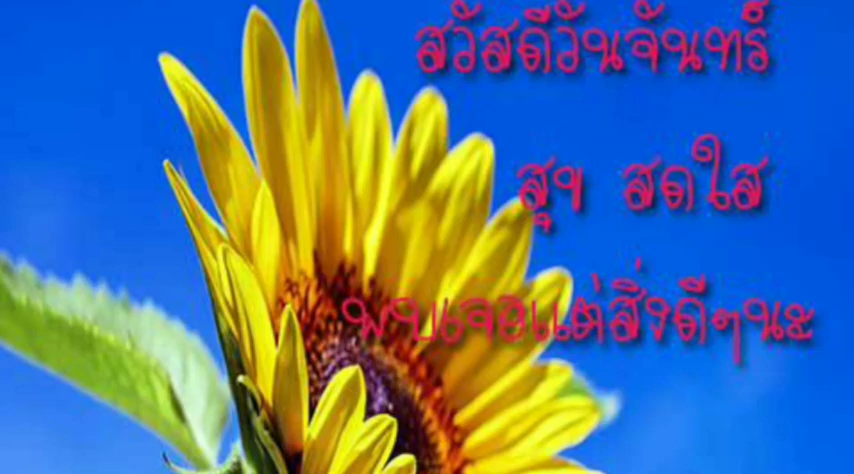 สวัสดีวันจันทร์
สุข สดใส
พบเจอแต่สิ่งดีๆนะ